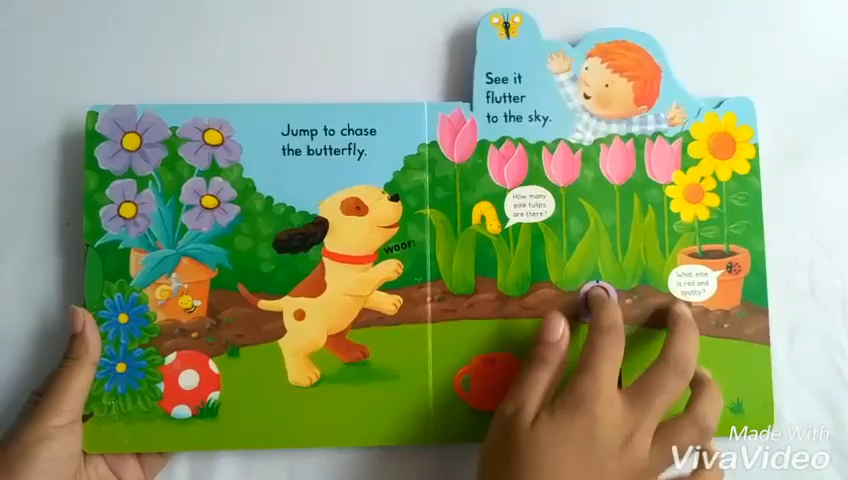 Jump to chase
the butterfly.
WOOF!
See it
flutter
to the sky.
How many
pink tulips
are there?
What else
is red and
spotty?
Made With
VivaVideo